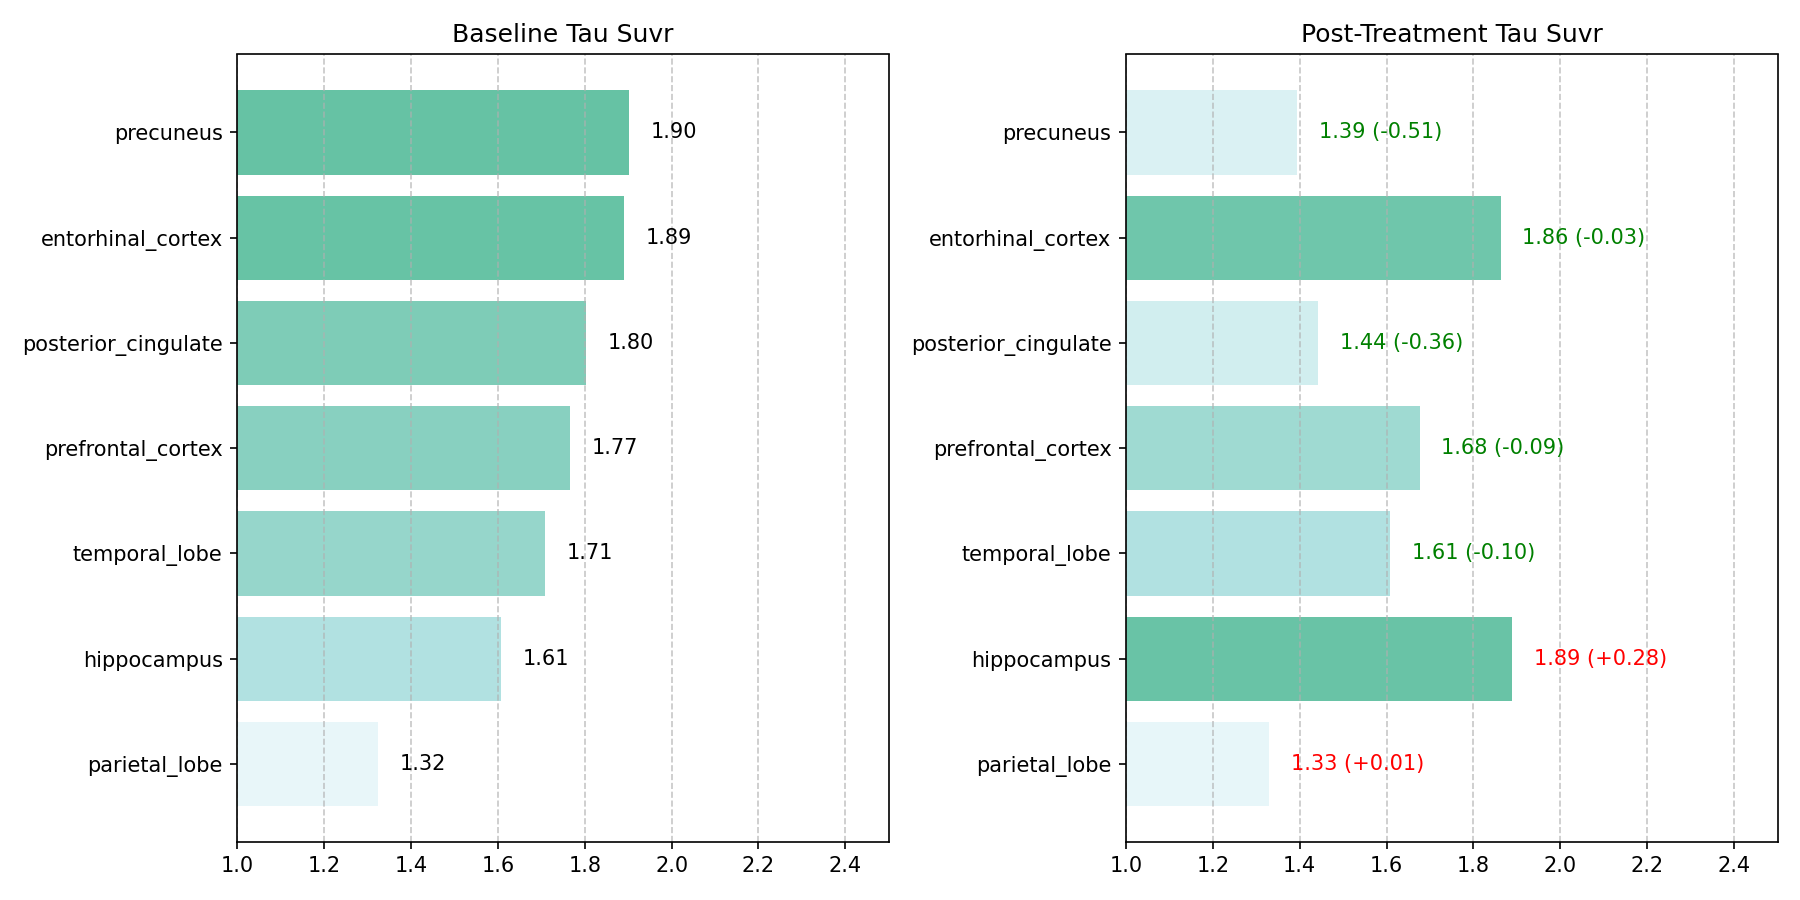 Baseline Tau Suvr
precuneus 1.90
entorhinal_cortex 1.89
posterior_cingulate 1.80
prefrontal_cortex 1.77
temporal_lobe 1.71
hippocampus 1.61
parietal_lobe 1.32
1.0 1.2 1.4 1.6 1.8 2.0 2.2 2.4
Post-Treatment Tau Suvr
precuneus 1.39 (-0.51)
entorhinal_cortex 1.86 (-0.03)
posterior_cingulate 1.44 (-0.36)
prefrontal_cortex 1.68 (-0.09)
temporal_lobe 1.61 (-0.10)
hippocampus 1.89 (+0.28)
parietal_lobe 1.33 (+0.01)
1.0 1.2 1.4 1.6 1.8 2.0 2.2 2.4